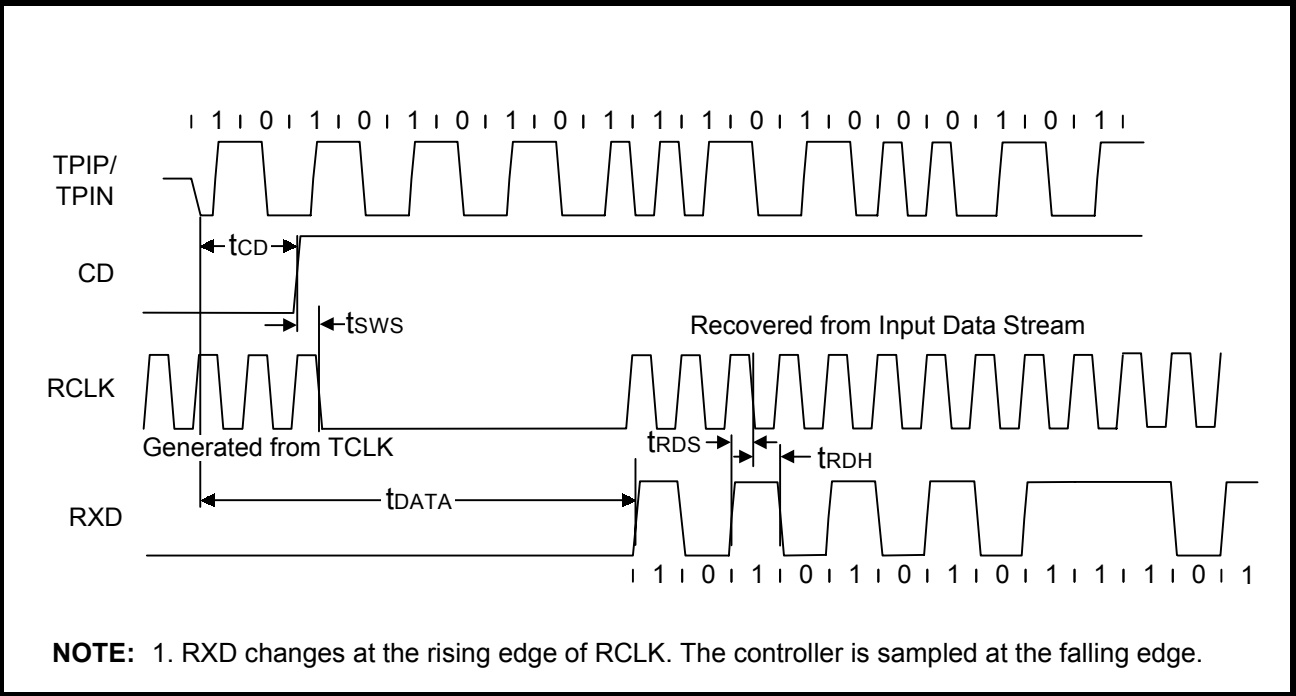 1 0 1 0 1 0 1 0 1 1 1 0 1 0 0 0 1 0 1
TPIP/
TPIN
tCD
CD
tSWS
Recovered from Input Data Stream
RCLK
Generated from TCLK
tRDS
tRDH
tDATA
RXD
1 0 1 0 1 0 1 0 1 1 1 0 1
NOTE: 1. RXD changes at the rising edge of RCLK. The controller is sampled at the falling edge.